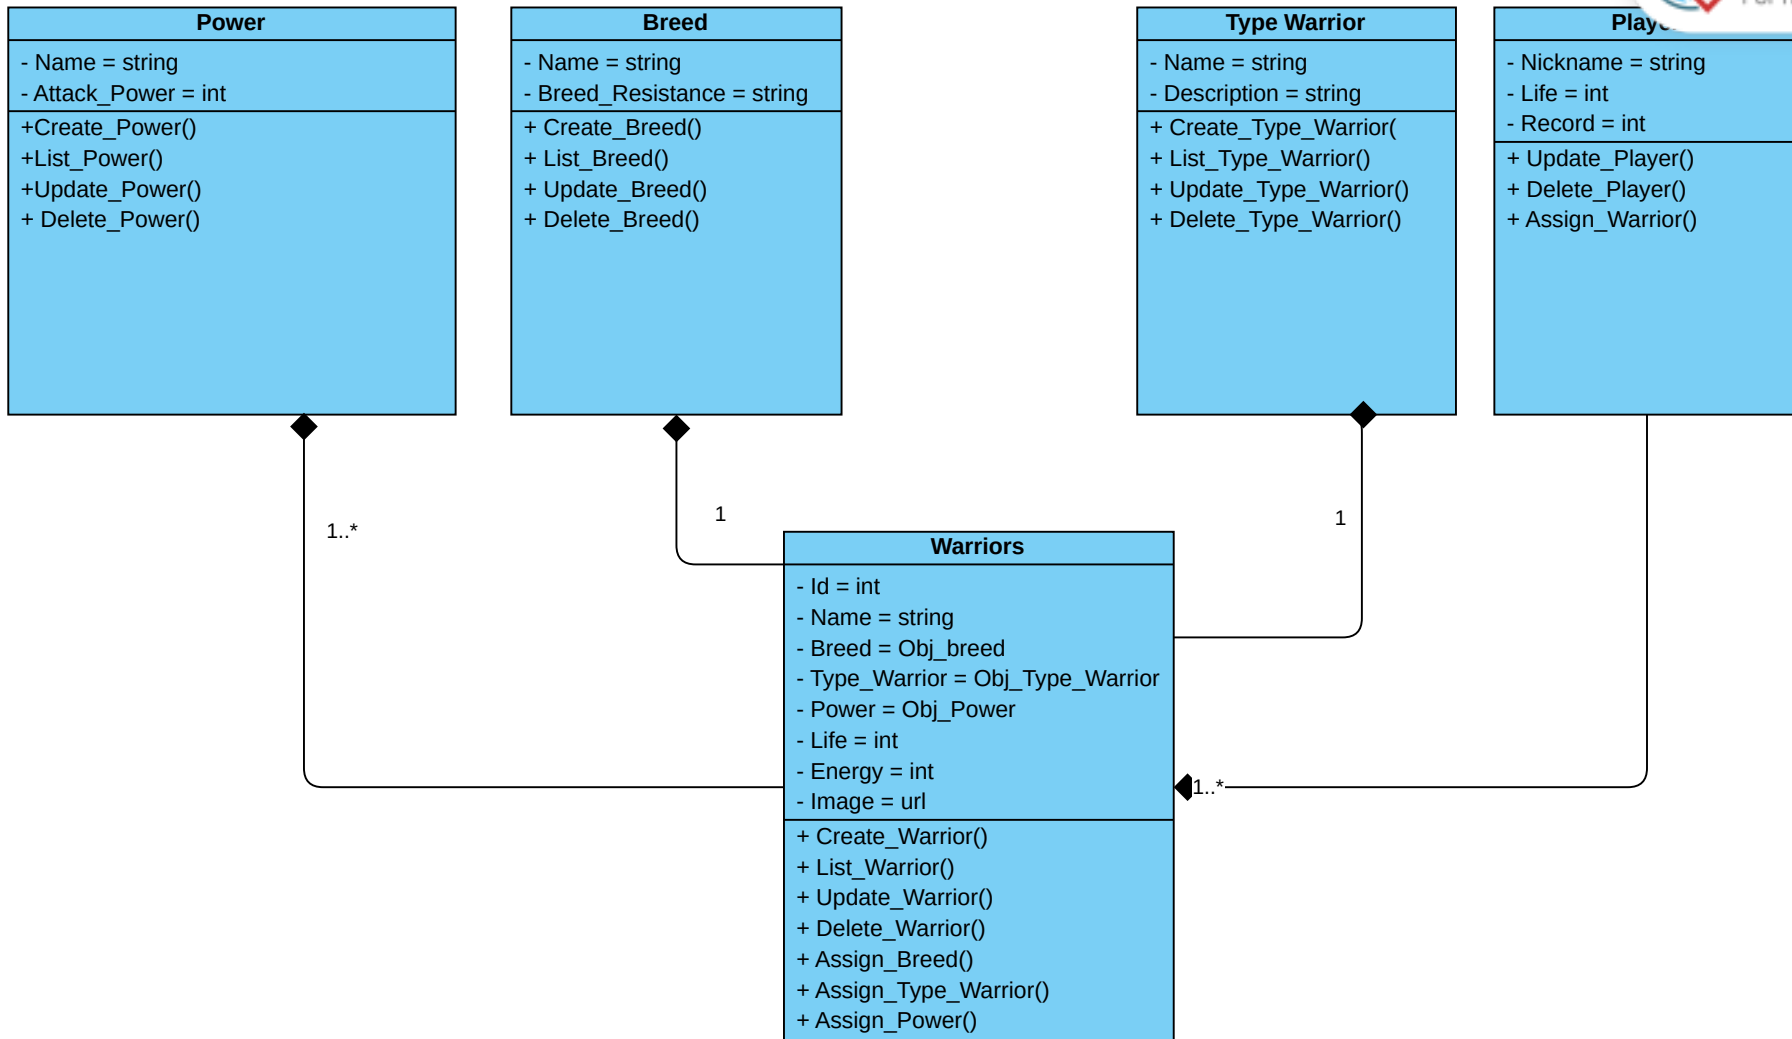 Power
- Name = string
- Attack_Power = int
+Create_Power()
+List_Power()
+Update_Power()
+ Delete_Power()
Breed
- Name = string
- Breed_Resistance = string
+ Create_Breed()
+ List_Breed()
+ Update_Breed()
+ Delete_Breed()
Type Warrior
- Name = string
- Description = string
+ Create_Type_Warrior(
+ List_Type_Warrior()
+ Update_Type_Warrior()
+ Delete_Type_Warrior()
- Nickname = string
- Life = int
- Record = int
+ Update_Player()
+ Delete_Player()
+ Assign_Warrior()
1..*
1
1
1..*
Warriors
- Id = int
- Name = string
- Breed = Obj_breed
- Type_Warrior = Obj_Type_Warrior
- Power = Obj_Power
- Life = int
- Energy = int
- Image = url
+ Create_Warrior()
+ List_Warrior()
+ Update_Warrior()
+ Delete_Warrior()
+ Assign_Breed()
+ Assign_Type_Warrior()
+ Assign_Power()